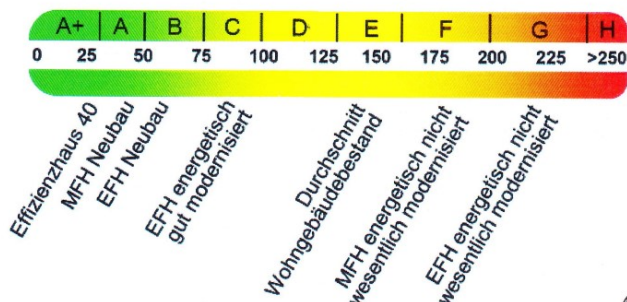 A+ A B C D E F G H
0 25 50 75 100 125 150 175 200 225 >250
Effizienzhaus 40
MFH Neubau
EFH Neubau
EFH energetisch
gut modernisiert
Durchschnitt
Wohngebäudebestand
MFH energetisch nicht
wesentlich modernisiert
EFH energetisch nicht
wesentlich modernisiert